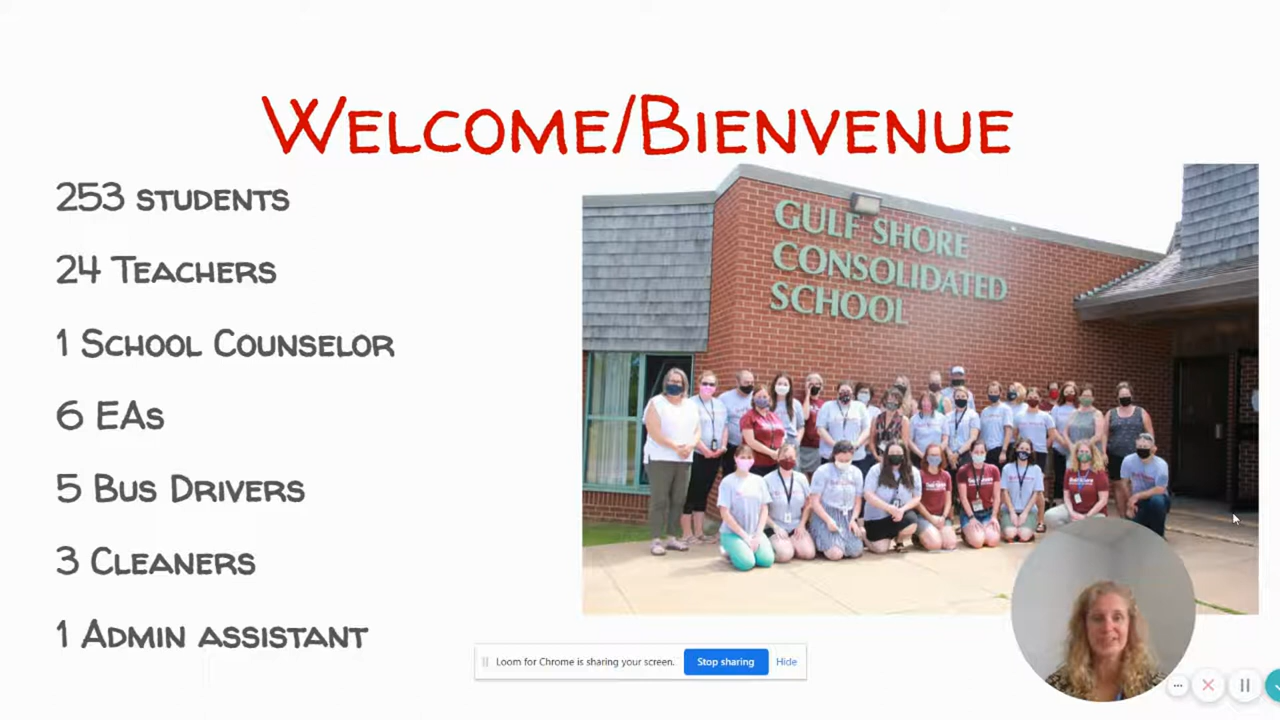 Welcome/Bienvenue
253 students
24 Teachers
1 School Counselor
6 EAs
5 Bus Drivers
3 Cleaners
1 Admin assistant
GULF SHORE
CONSOLIDATED
SCHOOL
Loom for Chrome is sharing your screen. Stop sharing Hide